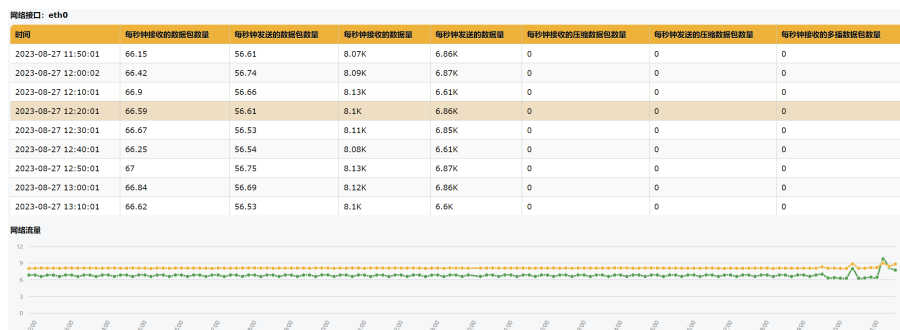 网络接口: eth0
时间 每秒钟接收的数据包数量 每秒钟发送的数据包数量 每秒钟接收的数据 每秒钟发送的数据 每秒钟接收的压缩数据包数量 每秒钟发送的压缩数据包数量 每秒钟接收的多播数据包数量
2023-08-27 11:50:01 66.15 56.61 8.07K 6.86K 0 0 0
2023-08-27 12:00:02 66.42 56.74 8.09K 6.87K 0 0 0
2023-08-27 12:10:01 66.9 56.66 8.13K 6.61K 0 0 0
2023-08-27 12:20:01 66.59 56.61 8.1K 6.86K 0 0 0
2023-08-27 12:30:01 66.67 56.53 8.11K 6.85K 0 0 0
2023-08-27 12:40:01 66.25 56.54 8.08K 6.61K 0 0 0
2023-08-27 12:50:01 67 56.75 8.13K 6.87K 0 0 0
2023-08-27 13:00:01 66.84 56.69 8.12K 6.86K 0 0 0
2023-08-27 13:10:01 66.62 56.53 8.1K 6.6K 0 0 0
网络流量
12
9
6
3
0